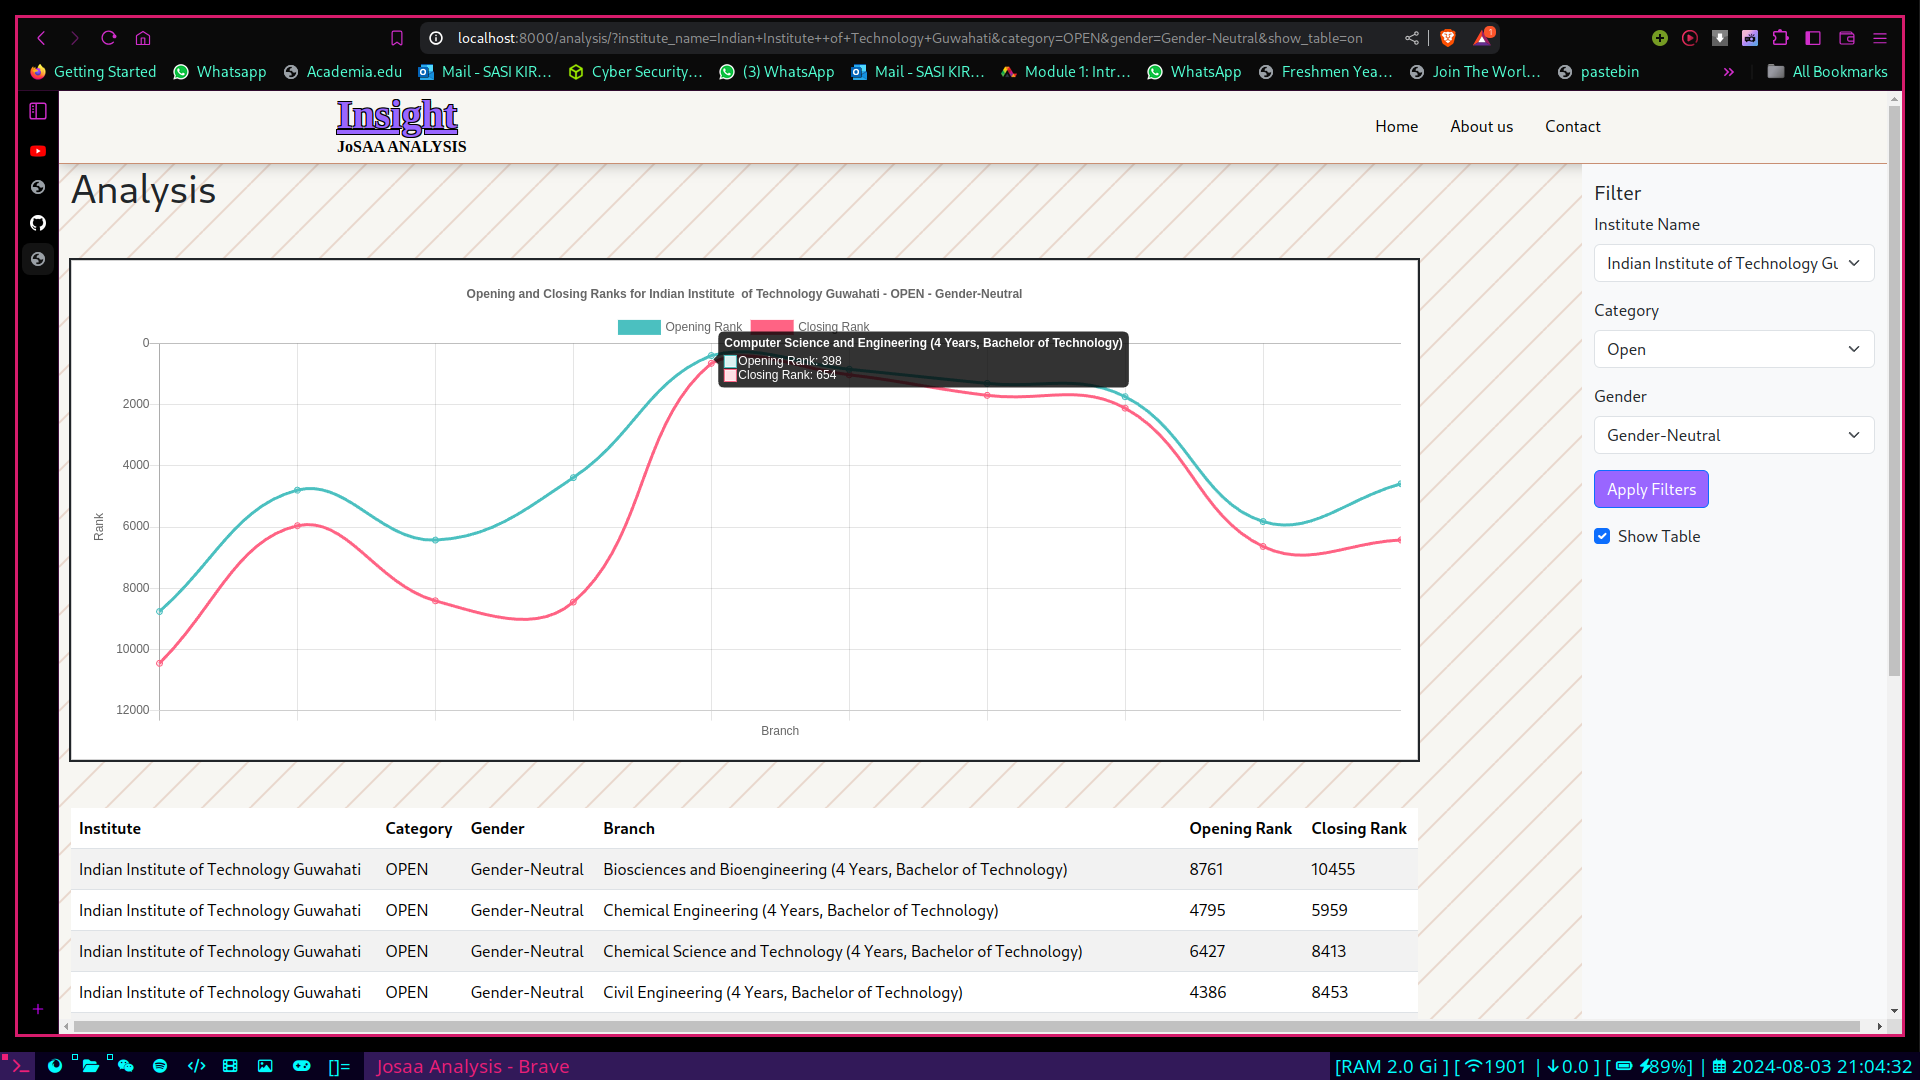 localhost:8000/analysis/?institute_name=Indian+Institute++of+Technology+Guwahati&category=OPEN&gender=Gender-Neutral&show_table=on
1
Getting Started
Whatsapp
Academia.edu
Mail - SASI KIR...
Cyber Security...
(3) WhatsApp
Mail - SASI KIR...
Module 1: Intr...
WhatsApp
Freshmen Yea...
Join The Worl...
pastebin
»
All Bookmarks
Insight
JoSAA ANALYSIS
Home
About us
Contact
Analysis
Opening and Closing Ranks for Indian Institute  of Technology Guwahati - OPEN - Gender-Neutral
Opening Rank
Closing Rank
Computer Science and Engineering (4 Years, Bachelor of Technology)
Opening Rank: 398
Closing Rank: 654
0
2000
4000
6000
8000
10000
12000
Rank
Branch
Filter
Institute Name
Indian Institute of Technology Gu
Category
Open
Gender
Gender-Neutral
Apply Filters
Show Table
Institute Category Gender Branch Opening Rank Closing Rank
Indian Institute of Technology Guwahati OPEN Gender-Neutral Biosciences and Bioengineering (4 Years, Bachelor of Technology) 8761 10455
Indian Institute of Technology Guwahati OPEN Gender-Neutral Chemical Engineering (4 Years, Bachelor of Technology) 4795 5959
Indian Institute of Technology Guwahati OPEN Gender-Neutral Chemical Science and Technology (4 Years, Bachelor of Technology) 6427 8413
Indian Institute of Technology Guwahati OPEN Gender-Neutral Civil Engineering (4 Years, Bachelor of Technology) 4386 8453
[]=
Josaa Analysis - Brave
[RAM 2.0 Gi ] [ 1901 | ↓0.0 ] [ 89%] | 2024-08-03 21:04:32